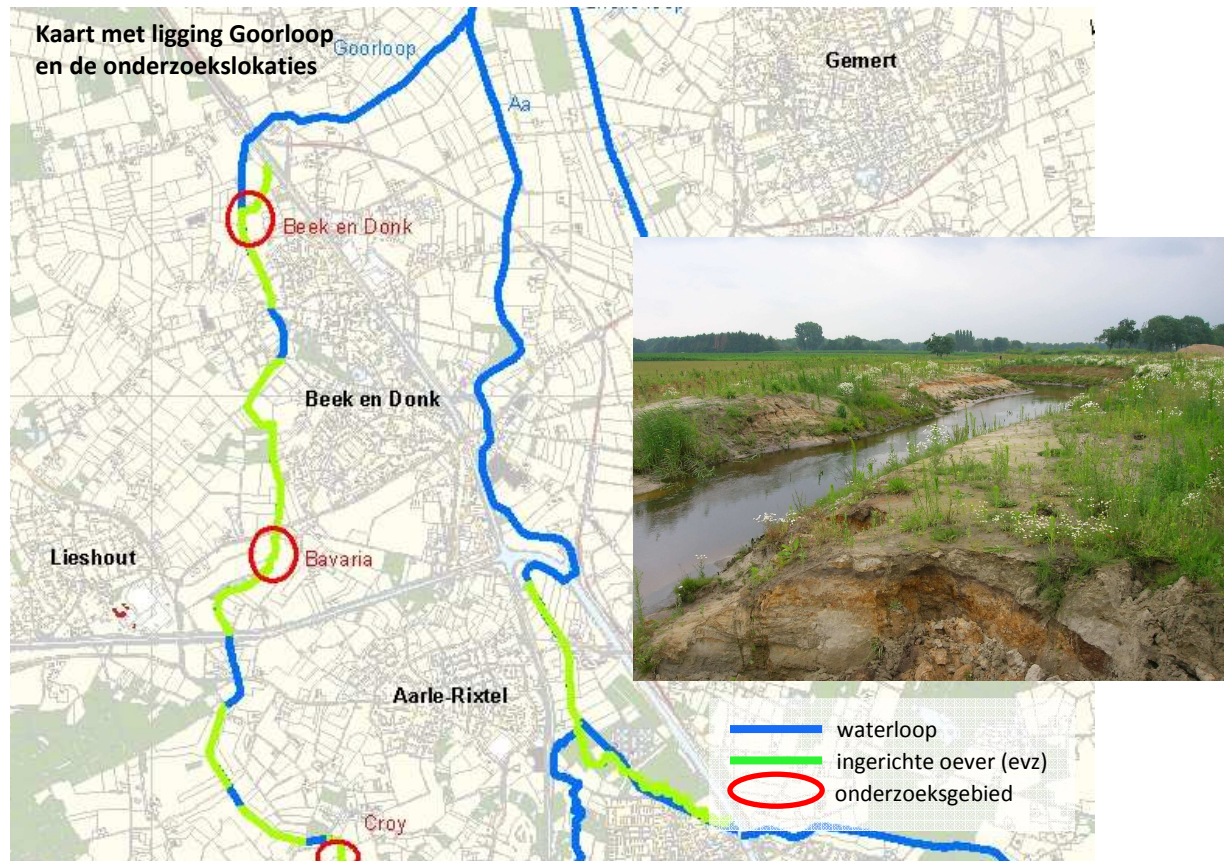 Kaart met ligging Goorloop
en de onderzoekslokaties
Goorloop
Gemert
Aa
Beek en Donk
Beek en Donk
Lieshout
Bavaria
Aarle-Rixtel
Croy
waterloop
ingerichte oever (evz)
onderzoeksgebied